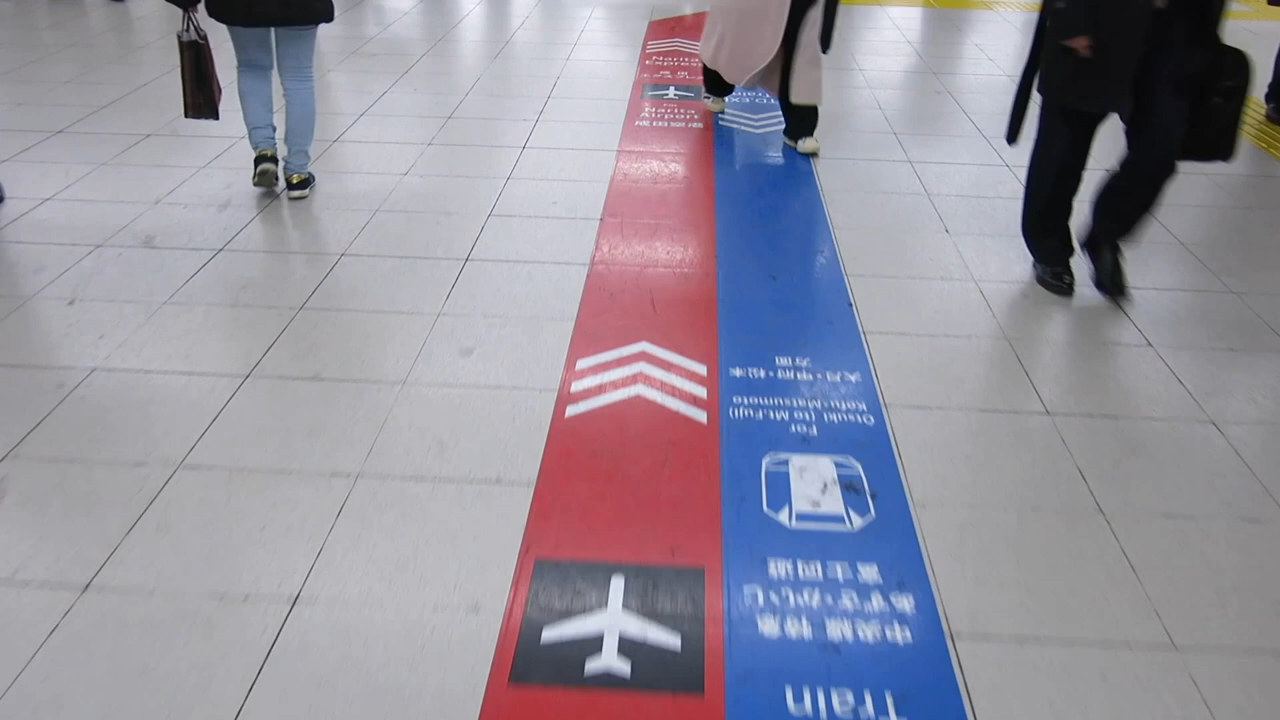 Narita
Express
For
Narita
Airport
成田空港
Train
中央線 特急
あずさ・かいじ
富士回遊
For
Otsuki (to Mt.Fuji)
Kofu･Matsumoto
大月・甲府・松本
方面
Train